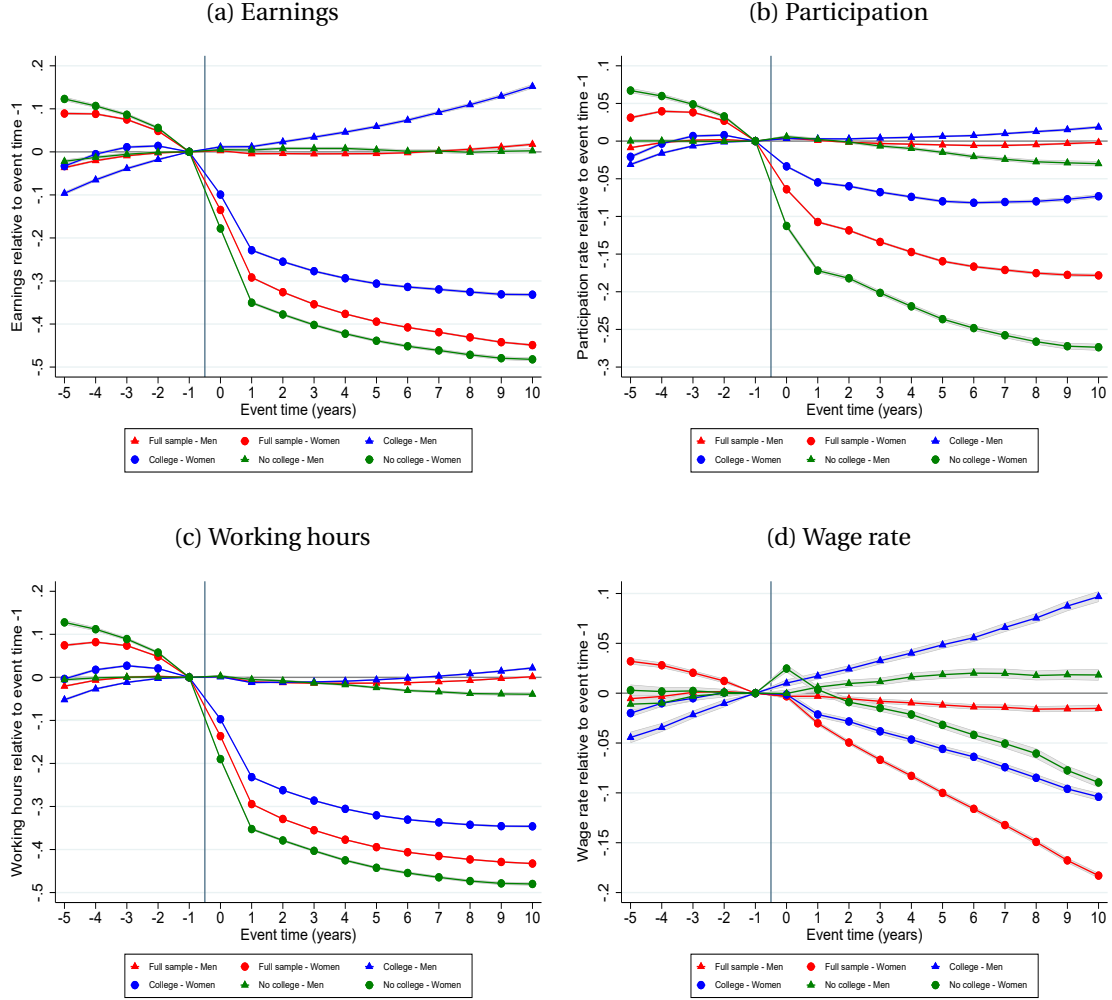 (a) Earnings
Earnings relative to event time -1
.2
.1
0
-.1
-.2
-.3
-.4
-.5
-5 -4 -3 -2 -1 0 1 2 3 4 5 6 7 8 9 10
Event time (years)
Full sample - Men Full sample - Women College - Men
College - Women No college - Men No college - Women
(b) Participation
Participation rate relative to event time -1
.1
.05
0
-.05
-.1
-.15
-.2
-.25
-.3
-5 -4 -3 -2 -1 0 1 2 3 4 5 6 7 8 9 10
Event time (years)
Full sample - Men Full sample - Women College - Men
College - Women No college - Men No college - Women
(c) Working hours
Working hours relative to event time -1
.2
.1
0
-.1
-.2
-.3
-.4
-.5
-5 -4 -3 -2 -1 0 1 2 3 4 5 6 7 8 9 10
Event time (years)
Full sample - Men Full sample - Women College - Men
College - Women No college - Men No college - Women
(d) Wage rate
Wage rate relative to event time -1
.1
.05
0
-.05
-.1
-.15
-.2
-5 -4 -3 -2 -1 0 1 2 3 4 5 6 7 8 9 10
Event time (years)
Full sample - Men Full sample - Women College - Men
College - Women No college - Men No college - Women